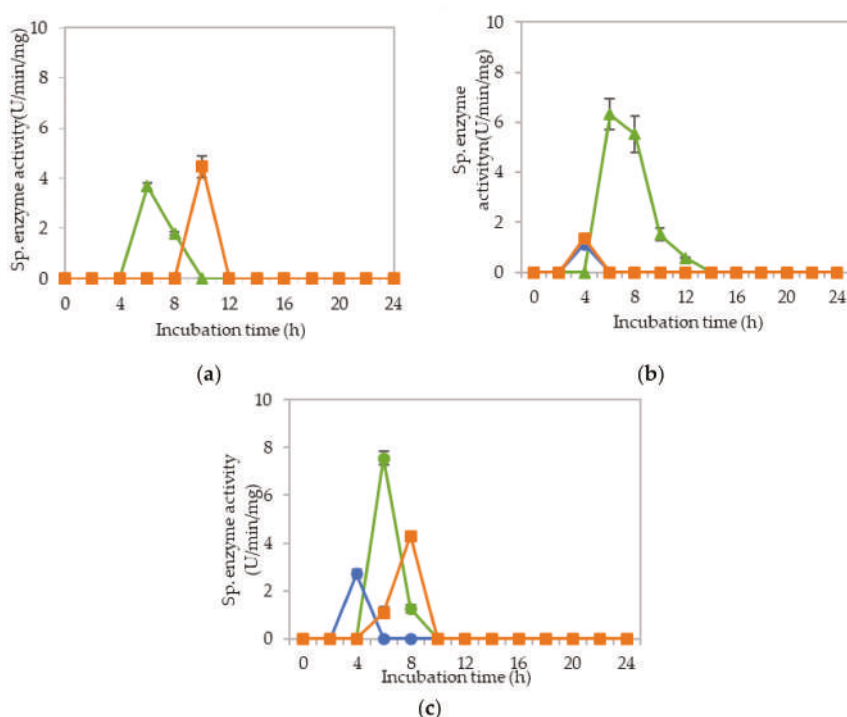 10
8
6
4
2
0
Sp. enzyme activity(U/min/mg)
0 4 8 12 16 20 24
Incubation time (h)
(a)
10
8
6
4
2
0
Sp. enzyme
activityn(U/min/mg)
0 4 8 12 16 20 24
Incubation time (h)
(b)
10
8
6
4
2
0
Sp. enzyme activity
(U/min/mg)
0 4 8 12 16 20 24
Incubation time (h)
(c)